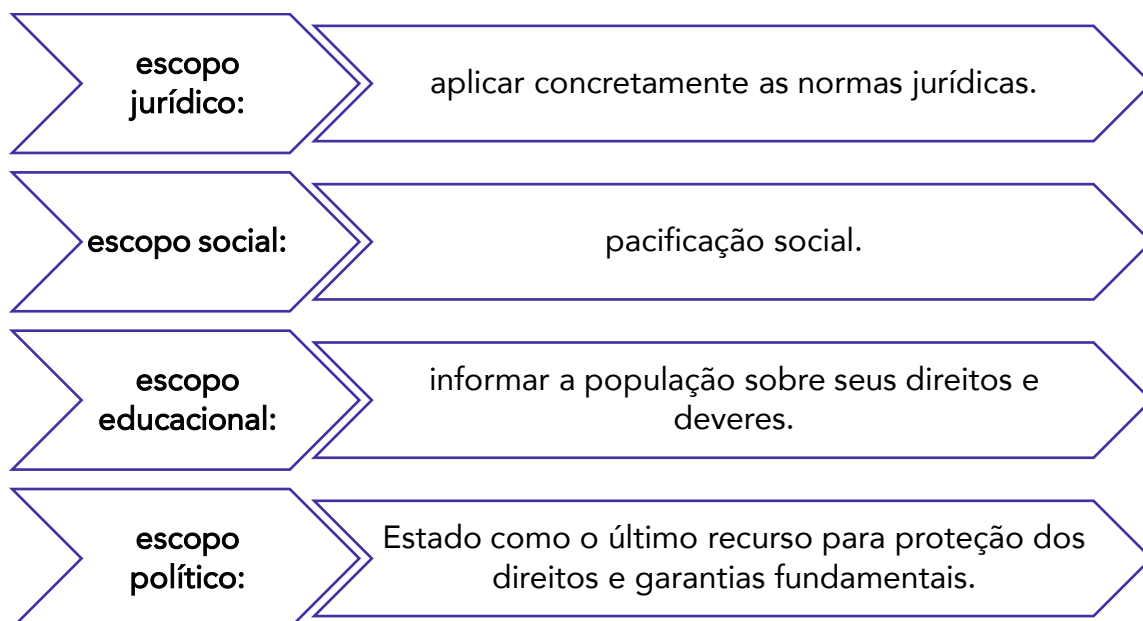 escopo
jurídico:
aplicar concretamente as normas jurídicas.
escopo social:
pacificação social.
escopo
educacional:
informar a população sobre seus direitos e
deveres.
escopo
político:
Estado como o último recurso para proteção dos
direitos e garantias fundamentais.